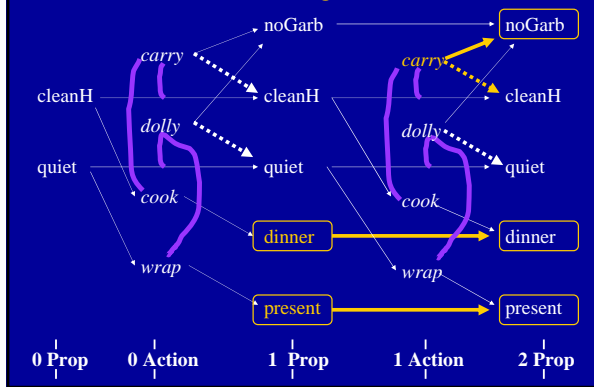 noGarb noGarb
carry carry
cleanH cleanH cleanH
dolly dolly
quiet quiet quiet
cook cook
dinner dinner
wrap wrap
present present
0 Prop 0 Action 1 Prop 1 Action 2 Prop